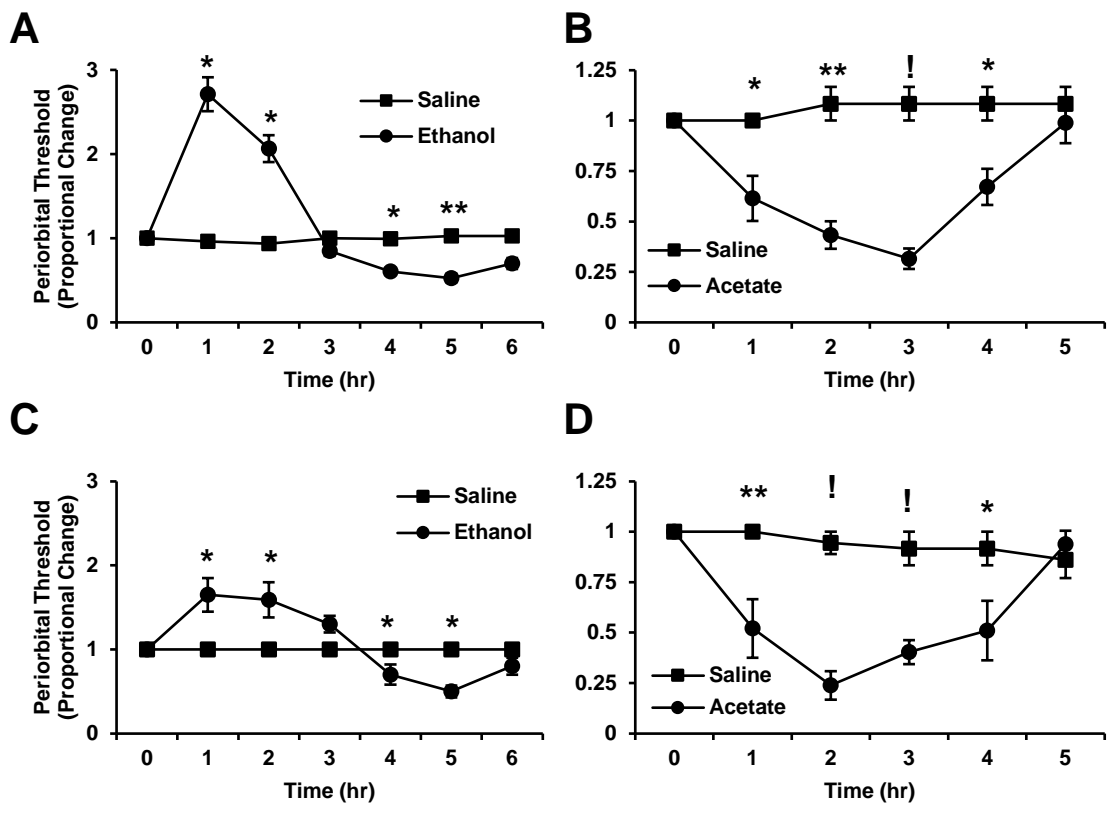 A
Periorbital Threshold
(Proportional Change)
3
2
1
0
*
*
*
**
Saline
Ethanol
0 1 2 3 4 5 6
Time (hr)
B
1.25
1
0.75
0.5
0.25
0
*
**
!
*
Saline
Acetate
0 1 2 3 4 5
Time (hr)
C
Periorbital Threshold
(Proportional Change)
3
2
1
0
*
*
*
*
Saline
Ethanol
0 1 2 3 4 5 6
Time (hr)
D
1.25
1
0.75
0.5
0.25
0
**
!
!
*
Saline
Acetate
0 1 2 3 4 5
Time (hr)